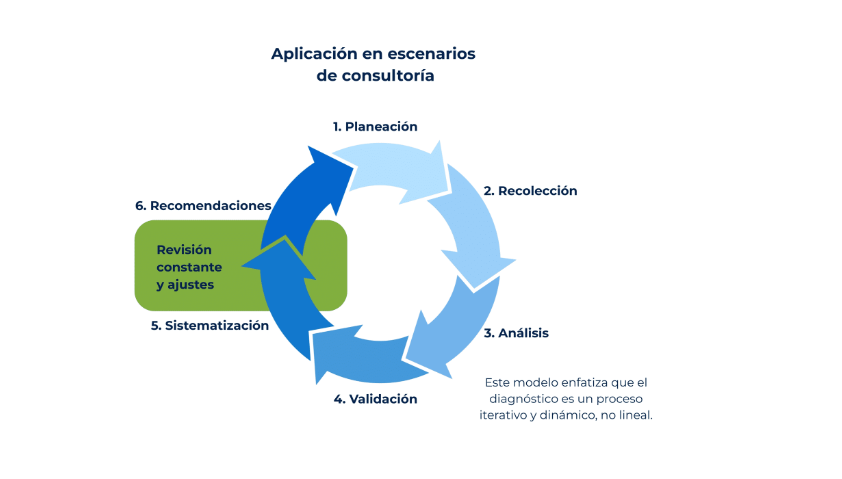 Aplicación en escenarios
de consultoría
1. Planeación
2. Recolección
3. Análisis
4. Validación
5. Sistematización
6. Recomendaciones
Revisión
constante
y ajustes
Este modelo enfatiza que el
diagnóstico es un proceso
iterativo y dinámico, no lineal.